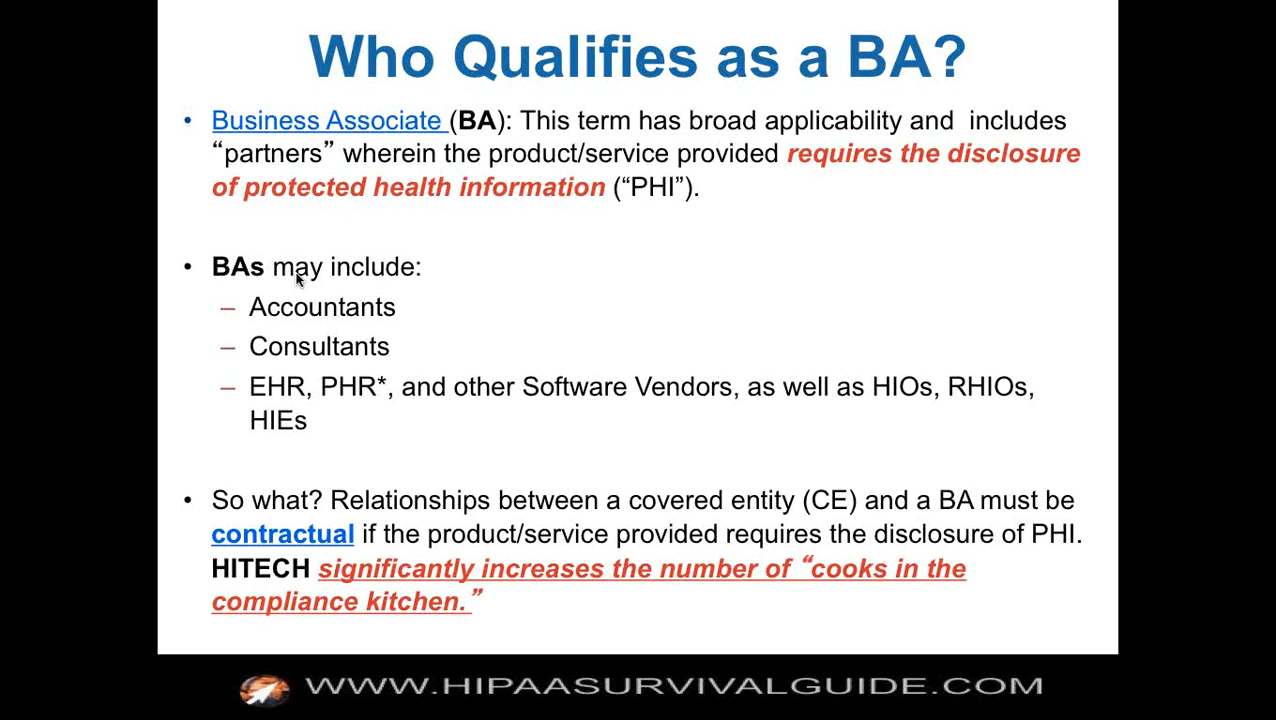 Who Qualifies as a BA?
• Business Associate (BA): This term has broad applicability and includes
“partners” wherein the product/service provided requires the disclosure
of protected health information (“PHI”).
• BAs may include:
– Accountants
– Consultants
– EHR, PHR*, and other Software Vendors, as well as HIOs, RHIOs,
HIEs
• So what? Relationships between a covered entity (CE) and a BA must be
contractual if the product/service provided requires the disclosure of PHI.
HITECH significantly increases the number of “cooks in the
compliance kitchen.”
WWW.HIPAASURVIVALGUIDE.COM